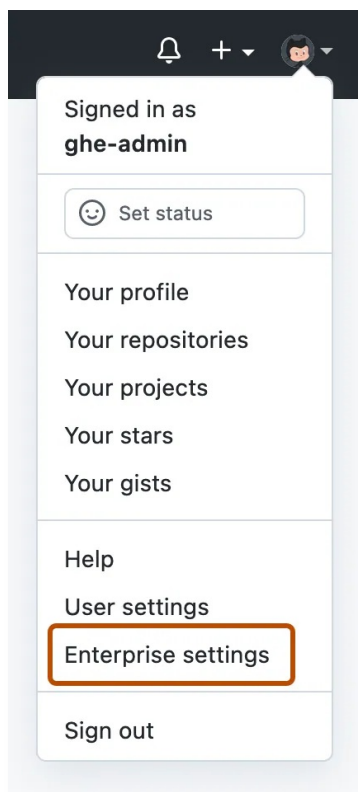 Signed in as
ghe-admin
Set status
Your profile
Your repositories
Your projects
Your stars
Your gists
Help
User settings
Enterprise settings
Sign out